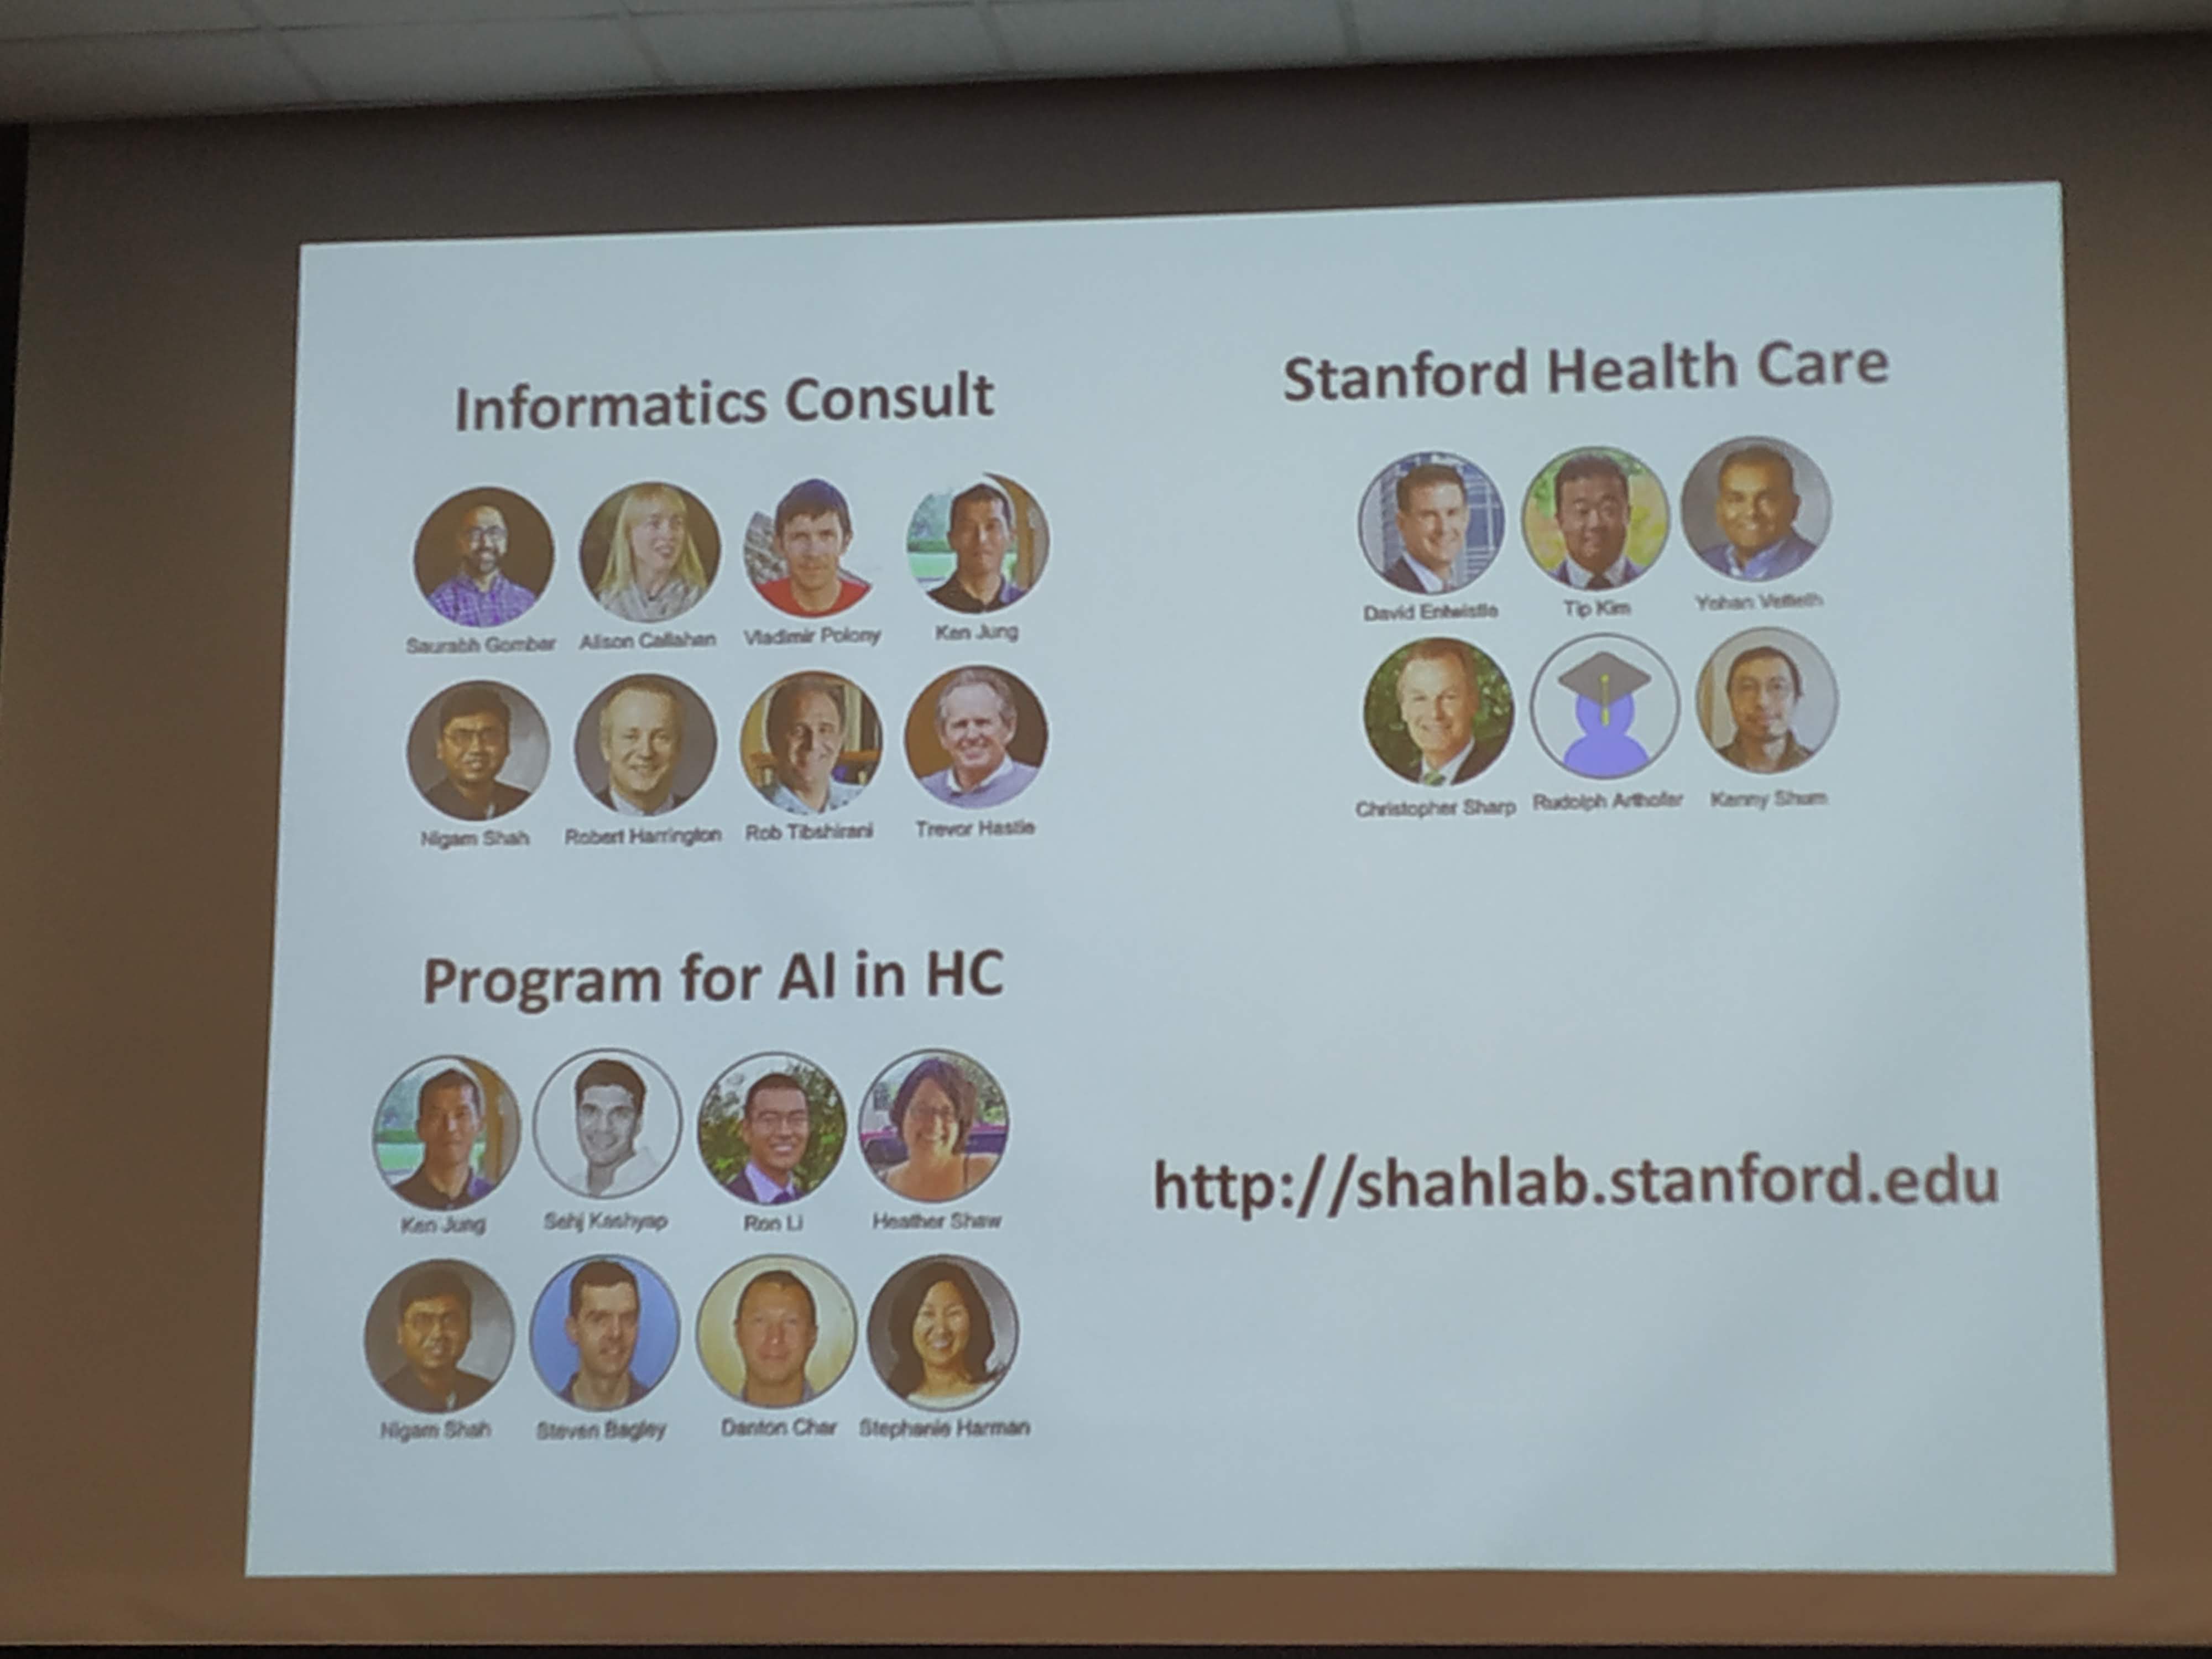 Informatics Consult
Saurabh Gombar Alison Callahan Vladimir Polony Ken Jung
Nigam Shah Robert Harrington Rob Tibshirani Trevor Hastie
Stanford Health Care
David Entwistle Tip Kim Yohan Vetteth
Christopher Sharp Rudolph Arthofer Kenny Shum
Program for AI in HC
Ken Jung Sehj Kashyap Ron Li Heather Shaw
Nigam Shah Steven Bagley Danton Char Stephanie Harman
http://shahlab.stanford.edu